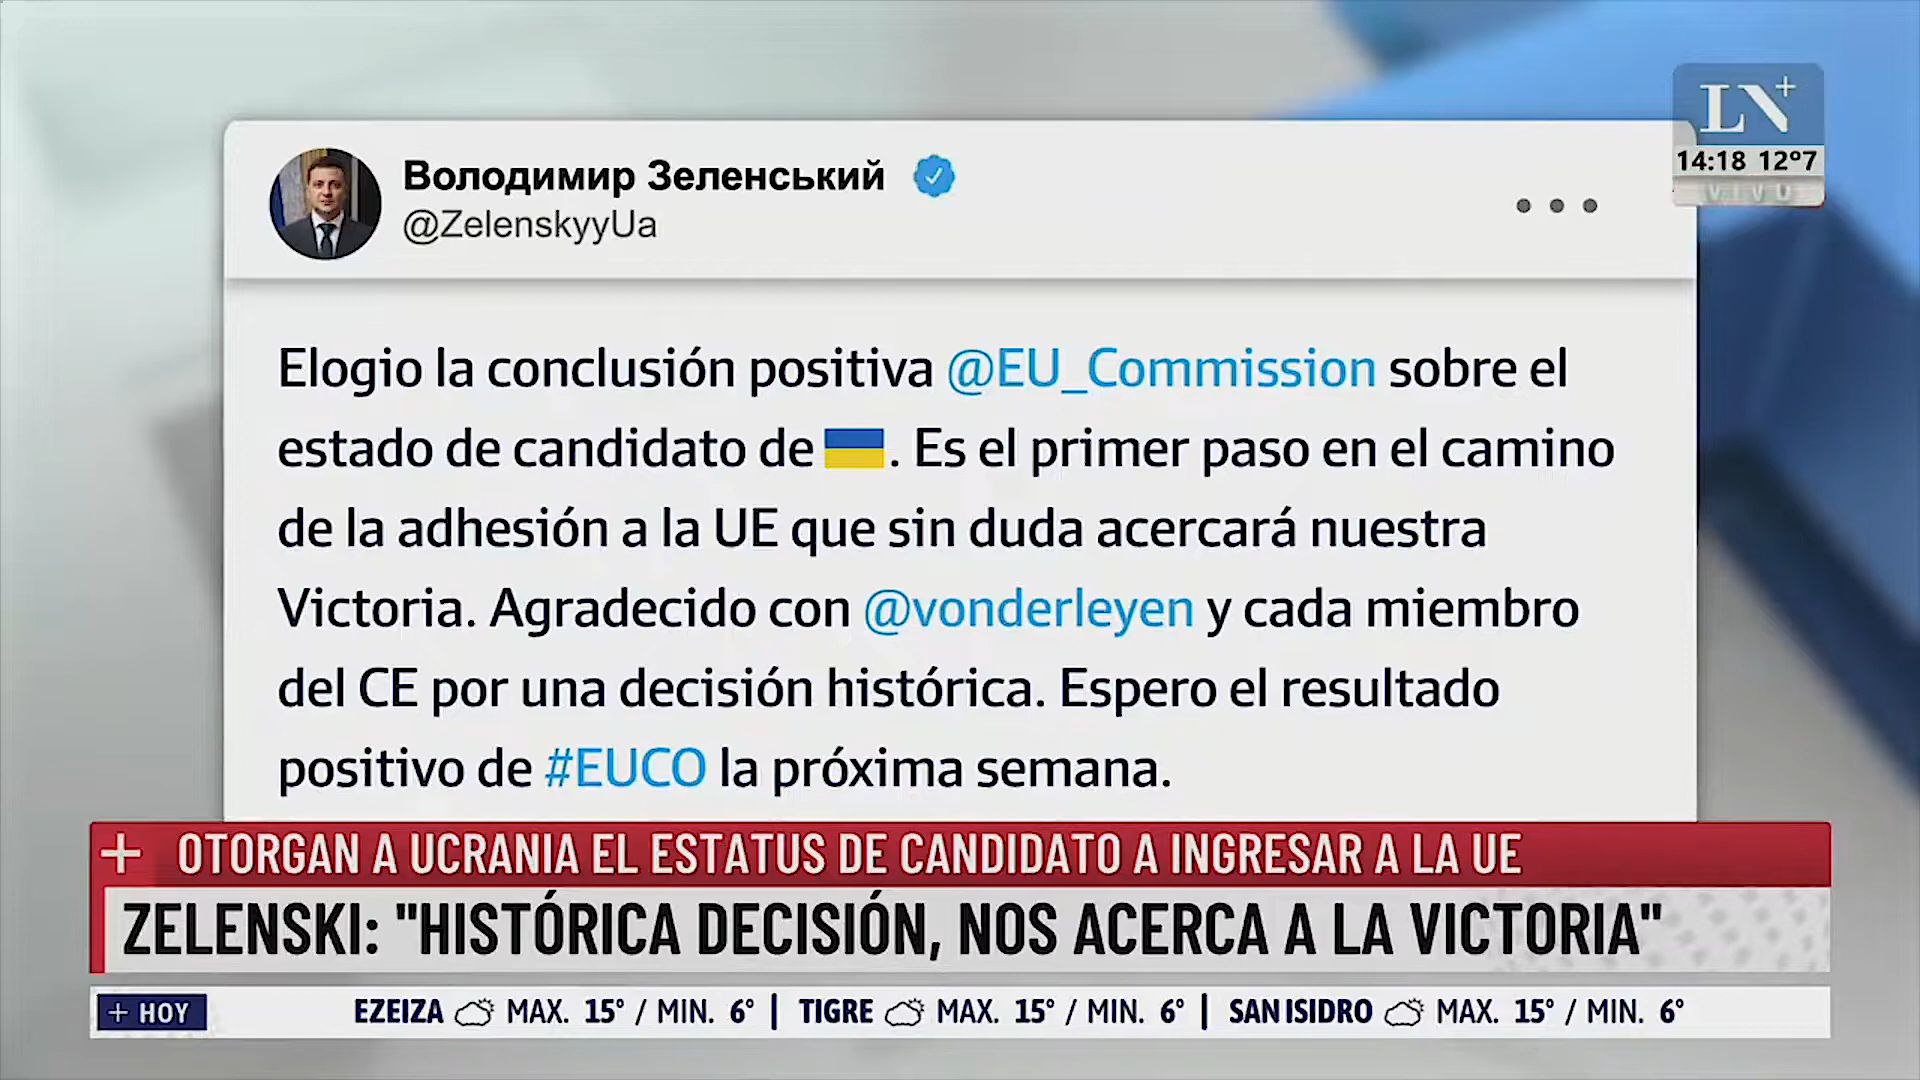 LN+
14:18 12°7
VIVO
Володимир Зеленський
@ZelenskyyUa
Elogio la conclusión positiva @EU_Commission sobre el
estado de candidato de 🇺🇦. Es el primer paso en el camino
de la adhesión a la UE que sin duda acercará nuestra
Victoria. Agradecido con @vonderleyen y cada miembro
del CE por una decisión histórica. Espero el resultado
positivo de #EUCO la próxima semana.
+ OTORGAN A UCRANIA EL ESTATUS DE CANDIDATO A INGRESAR A LA UE
ZELENSKI: "HISTÓRICA DECISIÓN, NOS ACERCA A LA VICTORIA"
+ HOY EZEIZA MAX. 15° / MIN. 6° | TIGRE MAX. 15° / MIN. 6° | SAN ISIDRO MAX. 15° / MIN. 6°